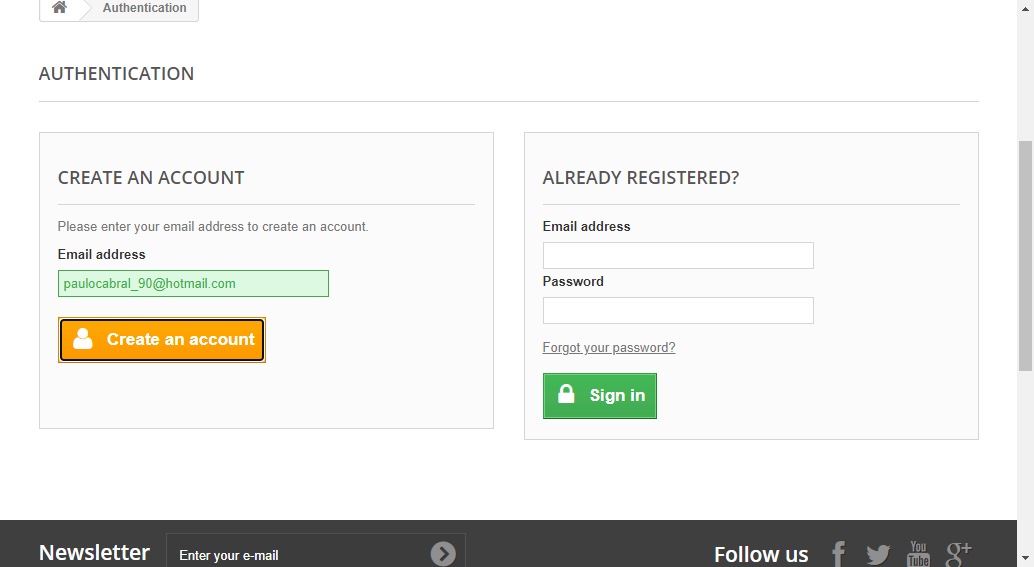 Authentication
AUTHENTICATION
CREATE AN ACCOUNT
Please enter your email address to create an account.
Email address
paulocabral_90@hotmail.com
Create an account
ALREADY REGISTERED?
Email address
Password
Forgot your password?
Sign in
Newsletter
Enter your e-mail
Follow us
f
You
Tube
g+